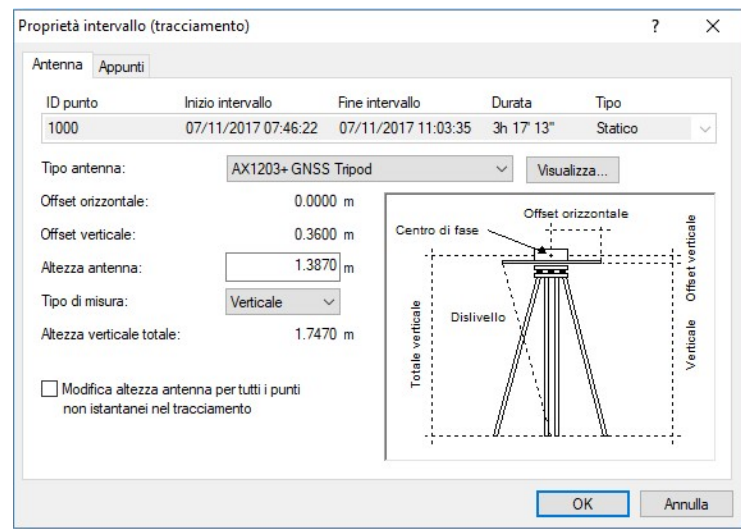 Proprietà intervallo (tracciamento) ? ×
Antenna Appunti
ID punto Inizio intervallo Fine intervallo Durata Tipo
1000 07/11/2017 07:46:22 07/11/2017 11:03:35 3h 17' 13" Statico
Tipo antenna: AX1203+ GNSS Tripod Visualizza...
Offset orizzontale: 0.0000 m
Offset verticale: 0.3600 m
Altezza antenna: 1.3870 m
Tipo di misura: Verticale
Altezza verticale totale: 1.7470 m
Modifica altezza antenna per tutti i punti
non istantanei nel tracciamento
Offset orizzontale
Centro di fase
Offset verticale
Dislivello
Totale verticale
Verticale
OK Annulla